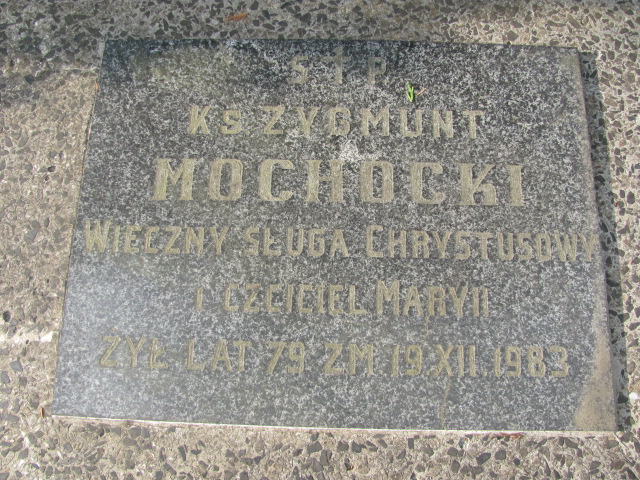 Ś † P
KS ZYGMUNT
MOCHOCKI
WIECZNY SŁUGA CHRYSTUSOWY
I CZCICIEL MARYII
ŻYŁ LAT 79 ZM 19 XII 1983